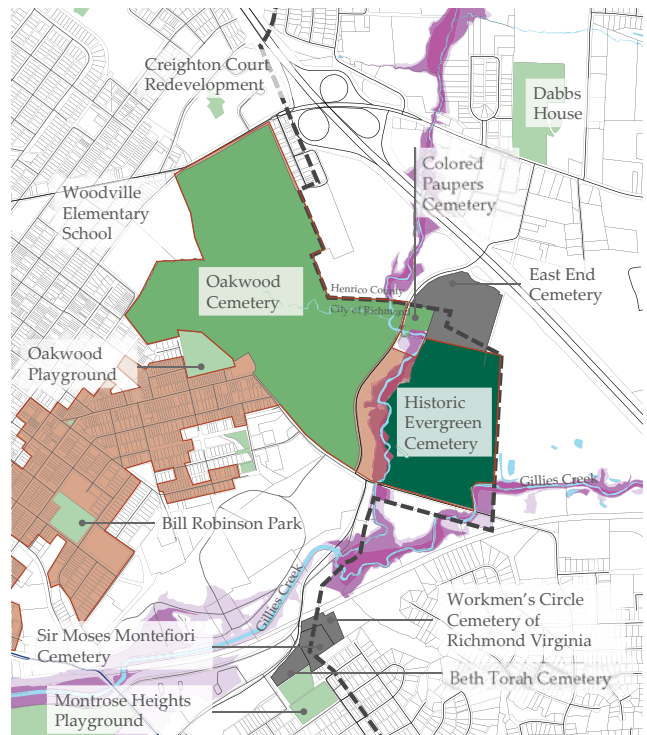 Creighton Court
Redevelopment
Dabbs
House
Colored
Paupers
Cemetery
Woodville
Elementary
School
East End
Cemetery
Oakwood
Cemetery
Henrico County
City of Richmond
Oakwood
Playground
Historic
Evergreen
Cemetery
Gillies Creek
Bill Robinson Park
Gillies Creek
Workmen's Circle
Cemetery of
Richmond Virginia
Sir Moses Montefiori
Cemetery
Beth Torah Cemetery
Montrose Heights
Playground